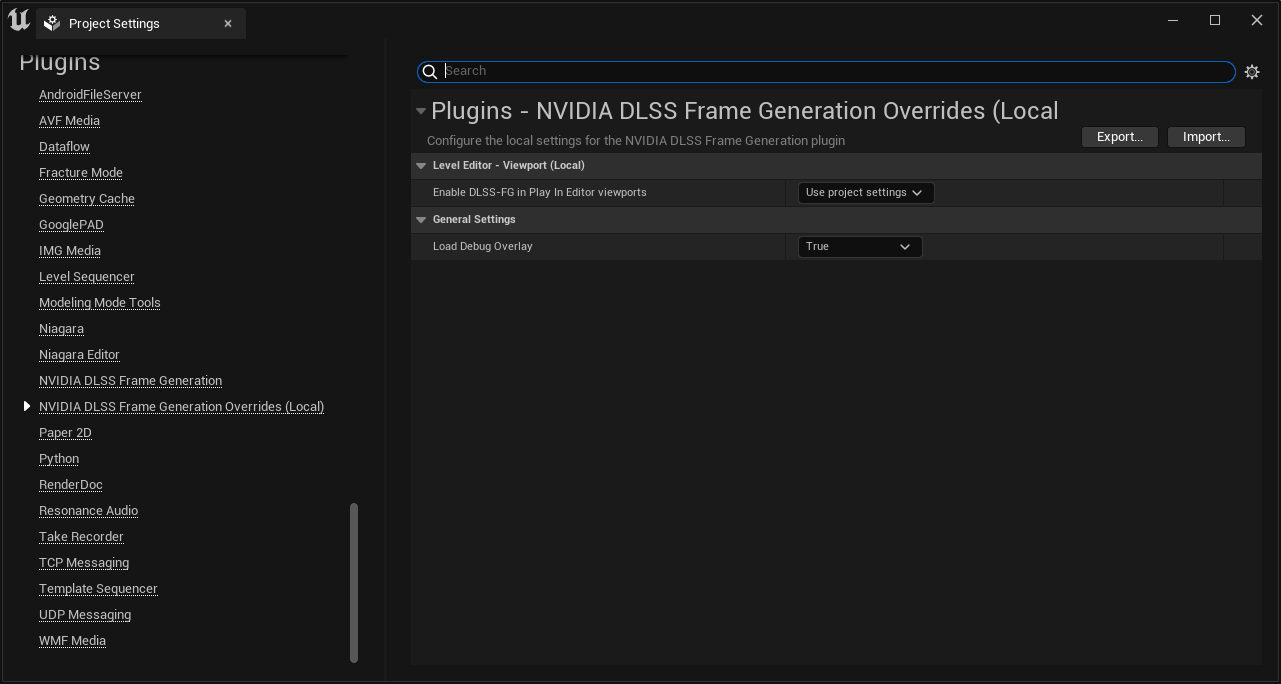 Project Settings
Plugins
AndroidFileServer
AVF Media
Dataflow
Fracture Mode
Geometry Cache
GooglePAD
IMG Media
Level Sequencer
Modeling Mode Tools
Niagara
Niagara Editor
NVIDIA DLSS Frame Generation
NVIDIA DLSS Frame Generation Overrides (Local)
Paper 2D
Python
RenderDoc
Resonance Audio
Take Recorder
TCP Messaging
Template Sequencer
UDP Messaging
WMF Media
Search
Plugins - NVIDIA DLSS Frame Generation Overrides (Local
Configure the local settings for the NVIDIA DLSS Frame Generation plugin
Export... Import...
Level Editor - Viewport (Local)
Enable DLSS-FG in Play In Editor viewports Use project settings
General Settings
Load Debug Overlay True